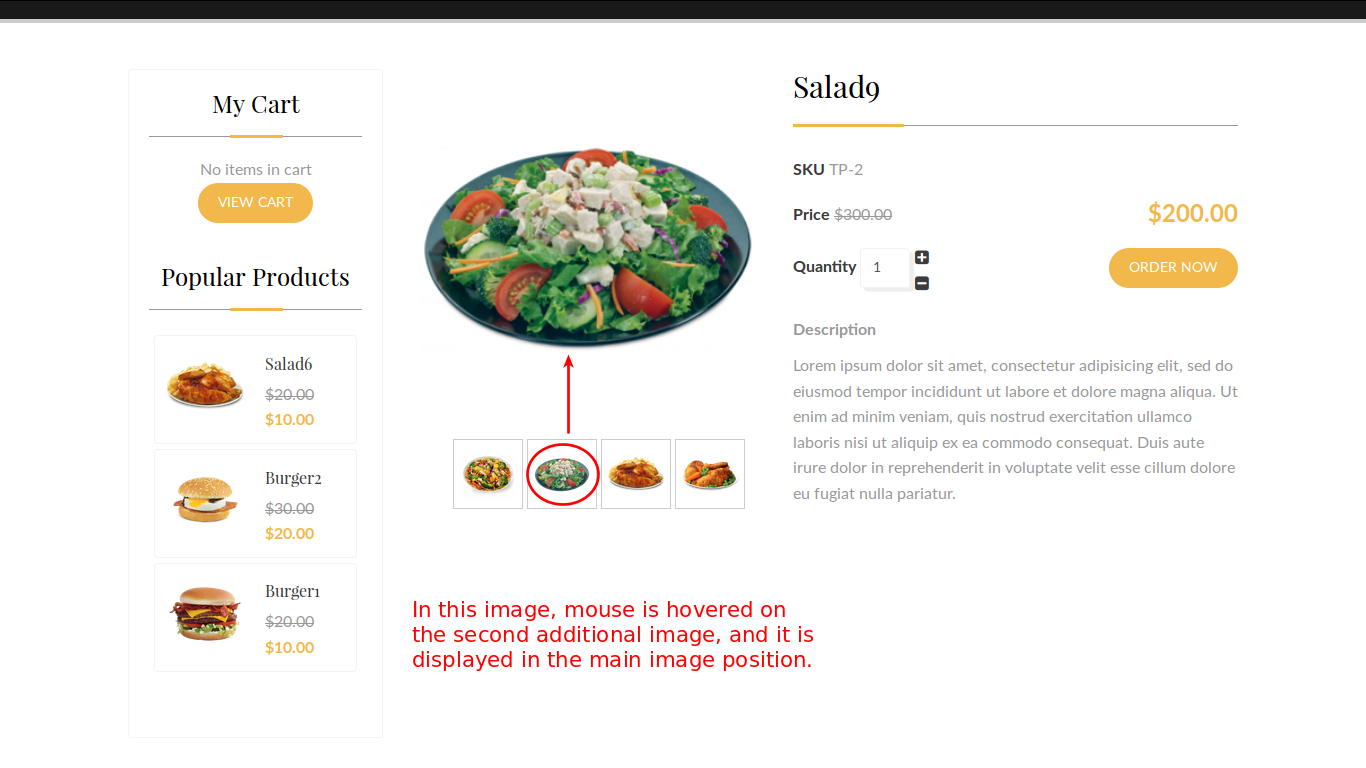 My Cart
No items in cart
VIEW CART
Popular Products
Salad6
$20.00
$10.00
Burger2
$30.00
$20.00
Burger1
$20.00
$10.00
In this image, mouse is hovered on
the second additional image, and it is
displayed in the main image position.
Salad9
SKU TP-2
Price $300.00 $200.00
Quantity 1 ORDER NOW
Description
Lorem ipsum dolor sit amet, consectetur adipisicing elit, sed do
eiusmod tempor incididunt ut labore et dolore magna aliqua. Ut
enim ad minim veniam, quis nostrud exercitation ullamco
laboris nisi ut aliquip ex ea commodo consequat. Duis aute
irure dolor in reprehenderit in voluptate velit esse cillum dolore
eu fugiat nulla pariatur.